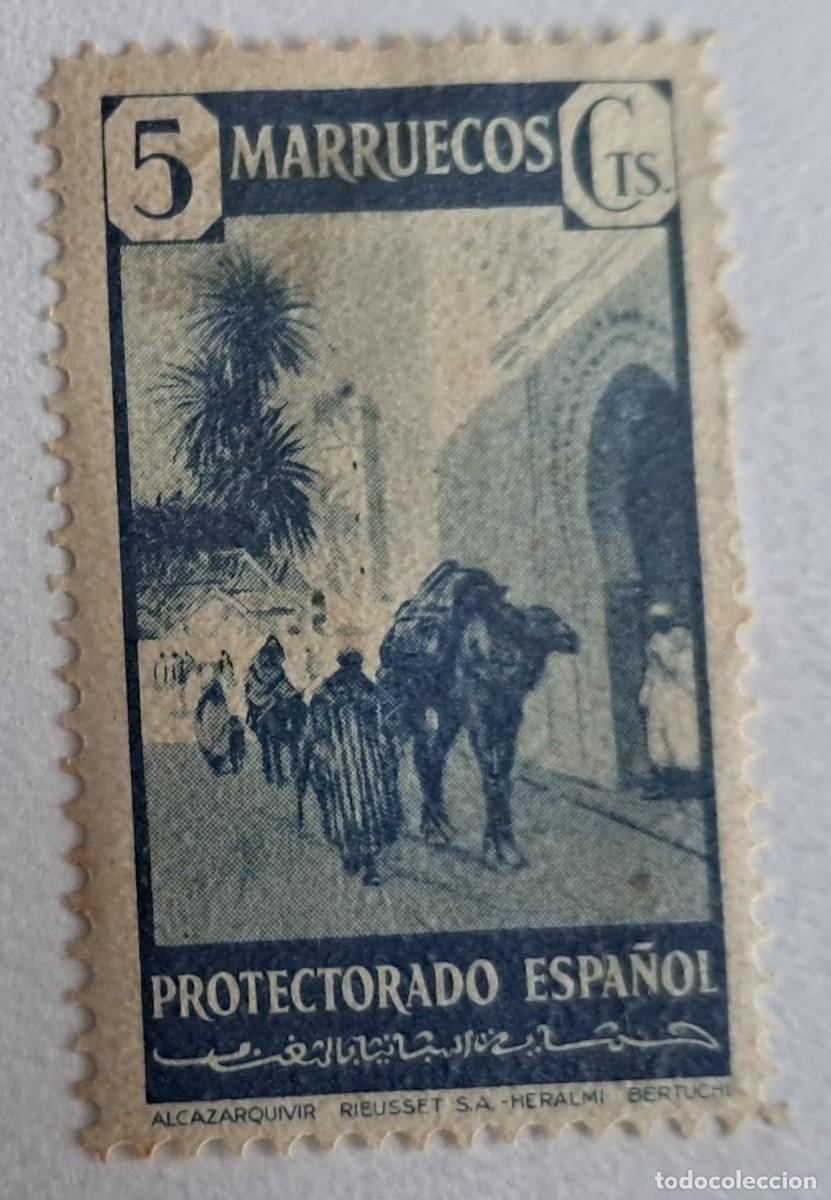 5 MARRUECOS CTS.
PROTECTORADO ESPAÑOL
ALCAZARQUIVIR RIEUSSET S.A.-HERALMI BERTUCHI
todocoleccion